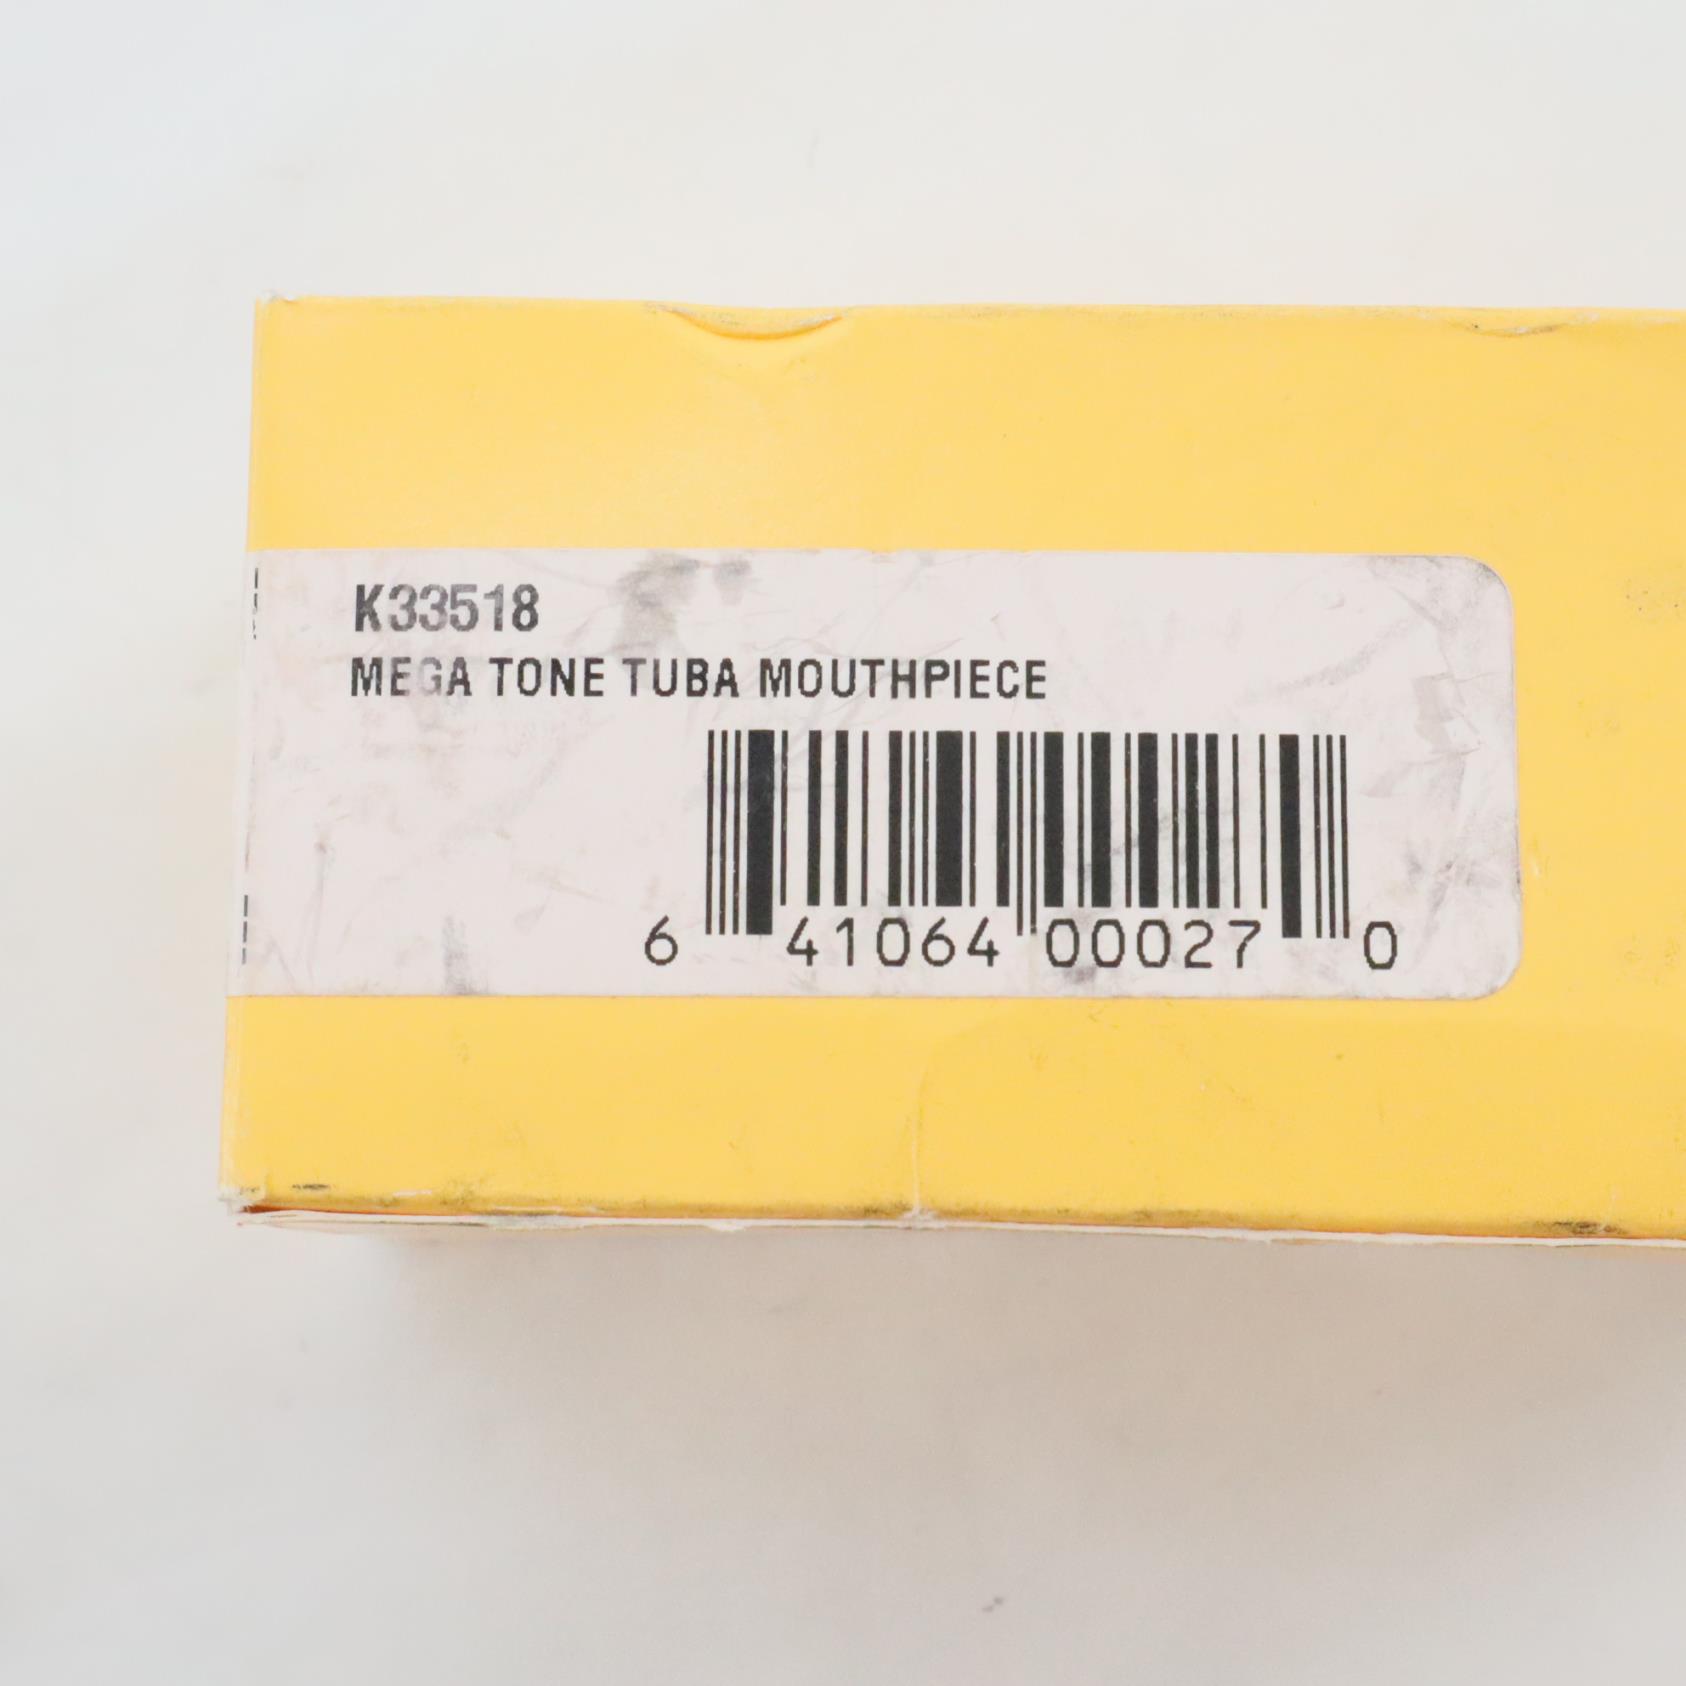 K33518
MEGA TONE TUBA MOUTHPIECE
6 41064 00027 0